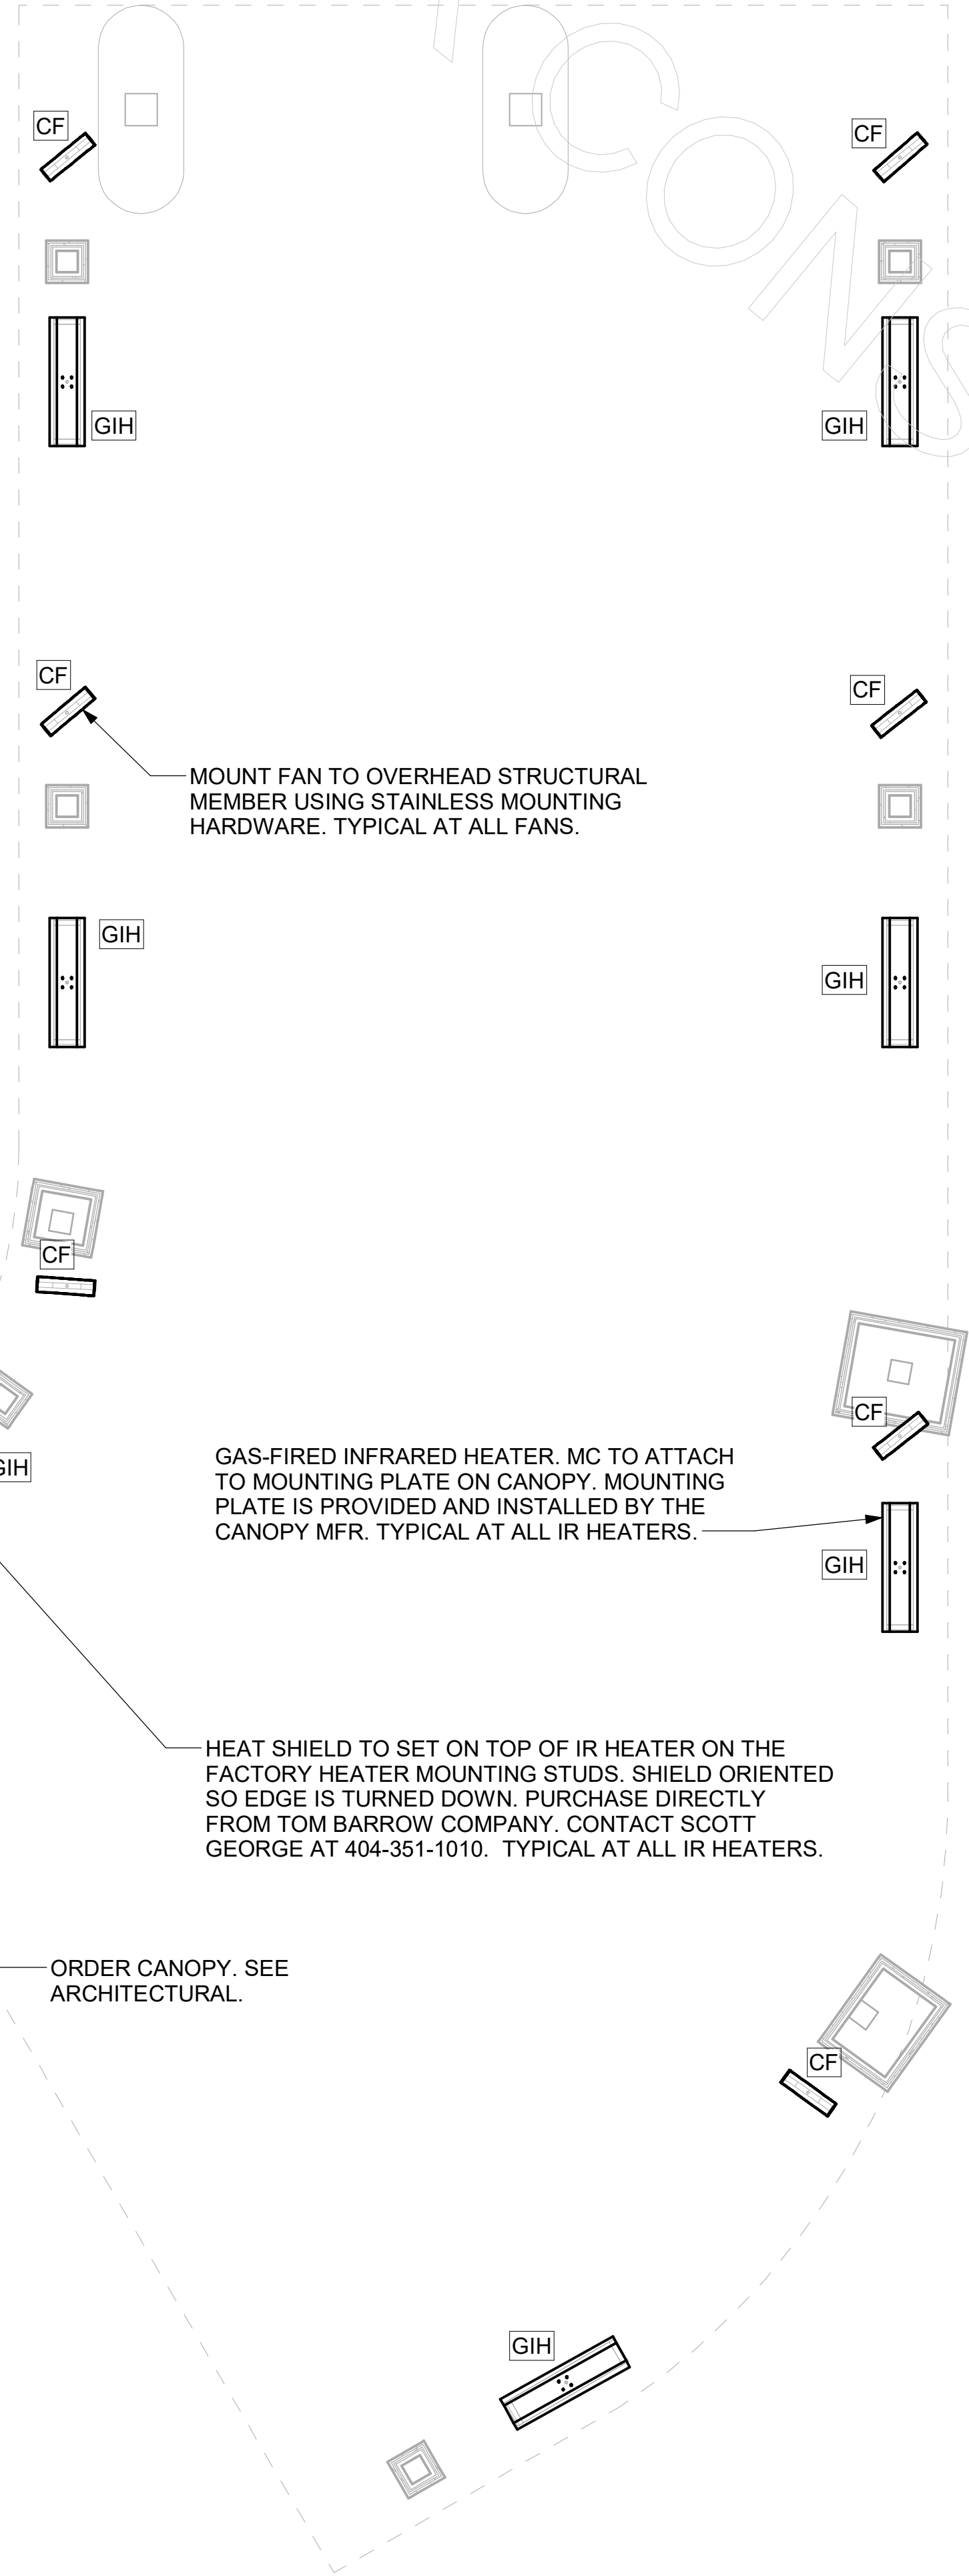 CF
CF
GIH
GIH
CF
CF
MOUNT FAN TO OVERHEAD STRUCTURAL
MEMBER USING STAINLESS MOUNTING
HARDWARE. TYPICAL AT ALL FANS.
GIH
GIH
CF
CF
GAS-FIRED INFRARED HEATER. MC TO ATTACH
TO MOUNTING PLATE ON CANOPY. MOUNTING
PLATE IS PROVIDED AND INSTALLED BY THE
CANOPY MFR. TYPICAL AT ALL IR HEATERS.
GIH
GIH
HEAT SHIELD TO SET ON TOP OF IR HEATER ON THE
FACTORY HEATER MOUNTING STUDS. SHIELD ORIENTED
SO EDGE IS TURNED DOWN. PURCHASE DIRECTLY
FROM TOM BARROW COMPANY. CONTACT SCOTT
GEORGE AT 404-351-1010. TYPICAL AT ALL IR HEATERS.
ORDER CANOPY. SEE
ARCHITECTURAL.
CF
GIH
CONS